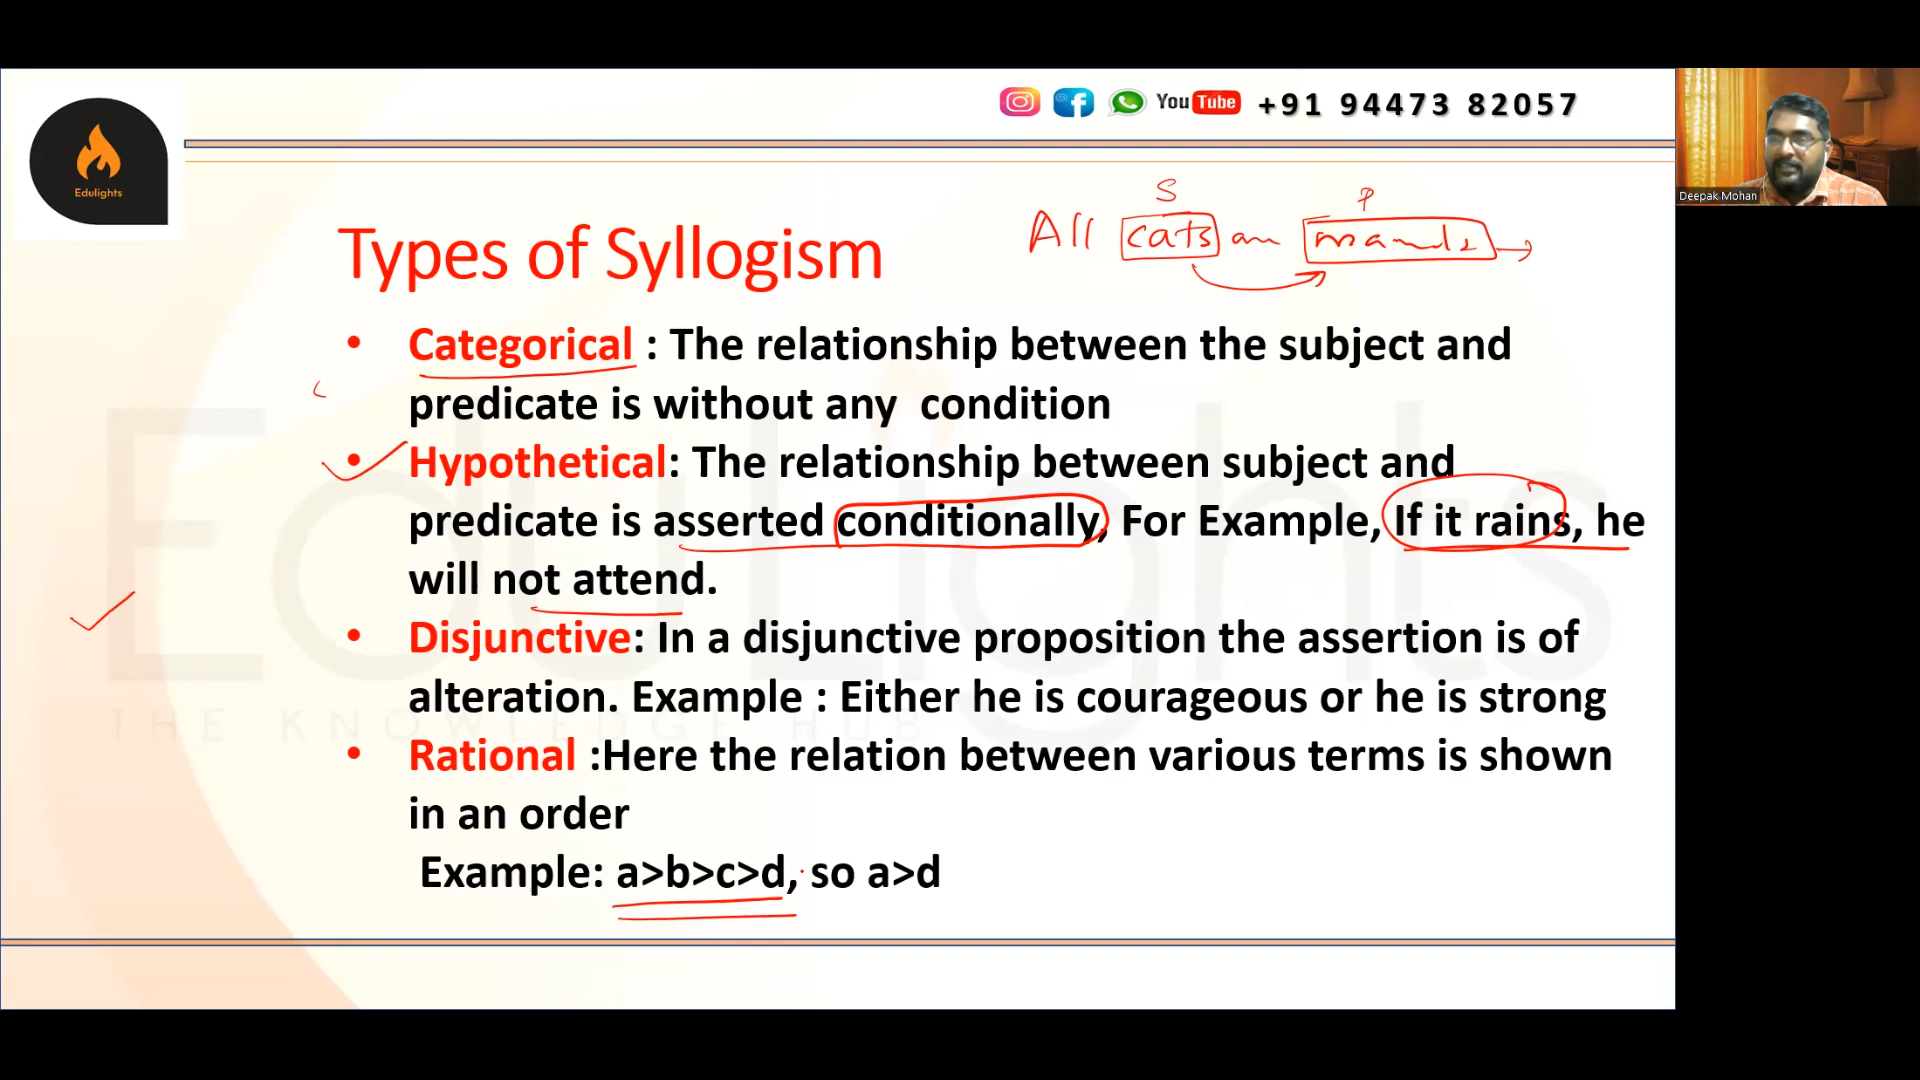 Edulights
You Tube +91 94473 82057
Deepak Mohan
S P
All cats
Types of Syllogism
• Categorical : The relationship between the subject and
predicate is without any condition
• Hypothetical: The relationship between subject and
predicate is asserted conditionally, For Example, If it rains, he
will not attend.
• Disjunctive: In a disjunctive proposition the assertion is of
alteration. Example : Either he is courageous or he is strong
• Rational :Here the relation between various terms is shown
in an order
Example: a>b>c>d, so a>d
EduLights
THE KNOWLEDGE HUB